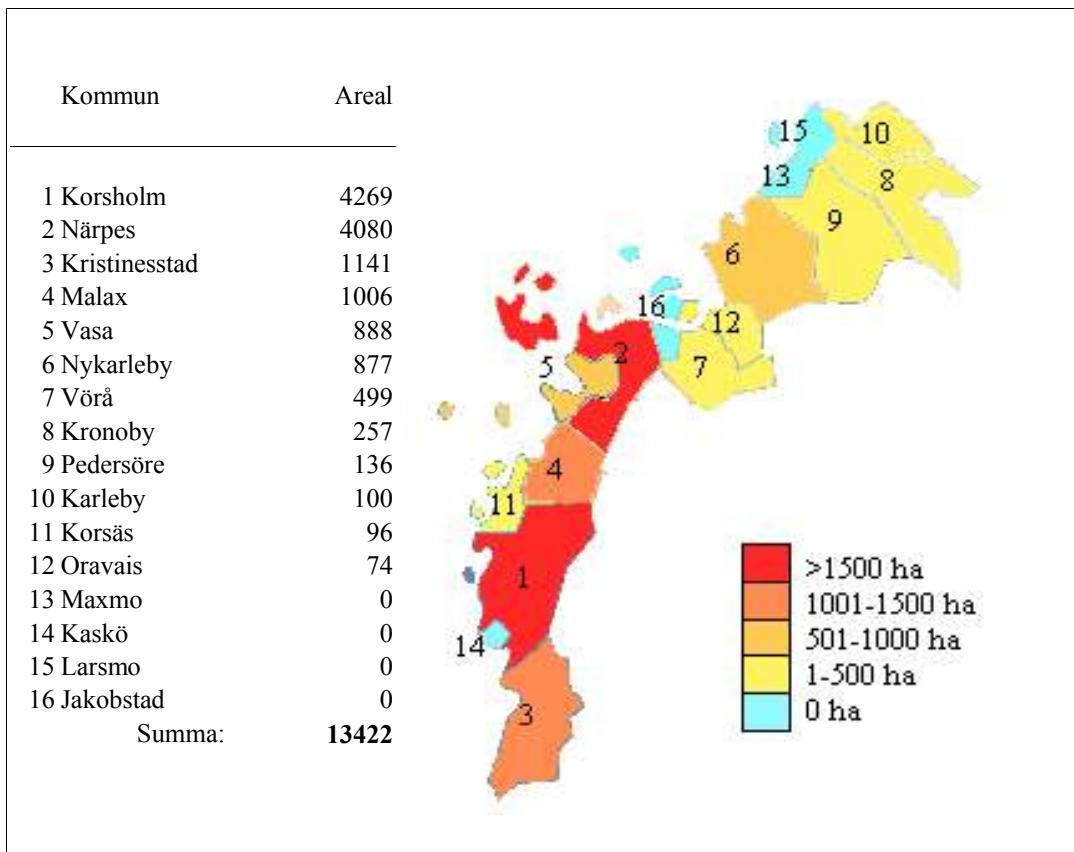 Kommun Areal
1 Korsholm 4269
2 Närpes 4080
3 Kristinesstad 1141
4 Malax 1006
5 Vasa 888
6 Nykarleby 877
7 Vörå 499
8 Kronoby 257
9 Pedersöre 136
10 Karleby 100
11 Korsäs 96
12 Oravais 74
13 Maxmo 0
14 Kaskö 0
15 Larsmo 0
16 Jakobstad 0
Summa: 13422
15 10
13 8
9
6
16 12
5 2 7
4
11
1
14
3
>1500 ha
1001-1500 ha
501-1000 ha
1-500 ha
0 ha